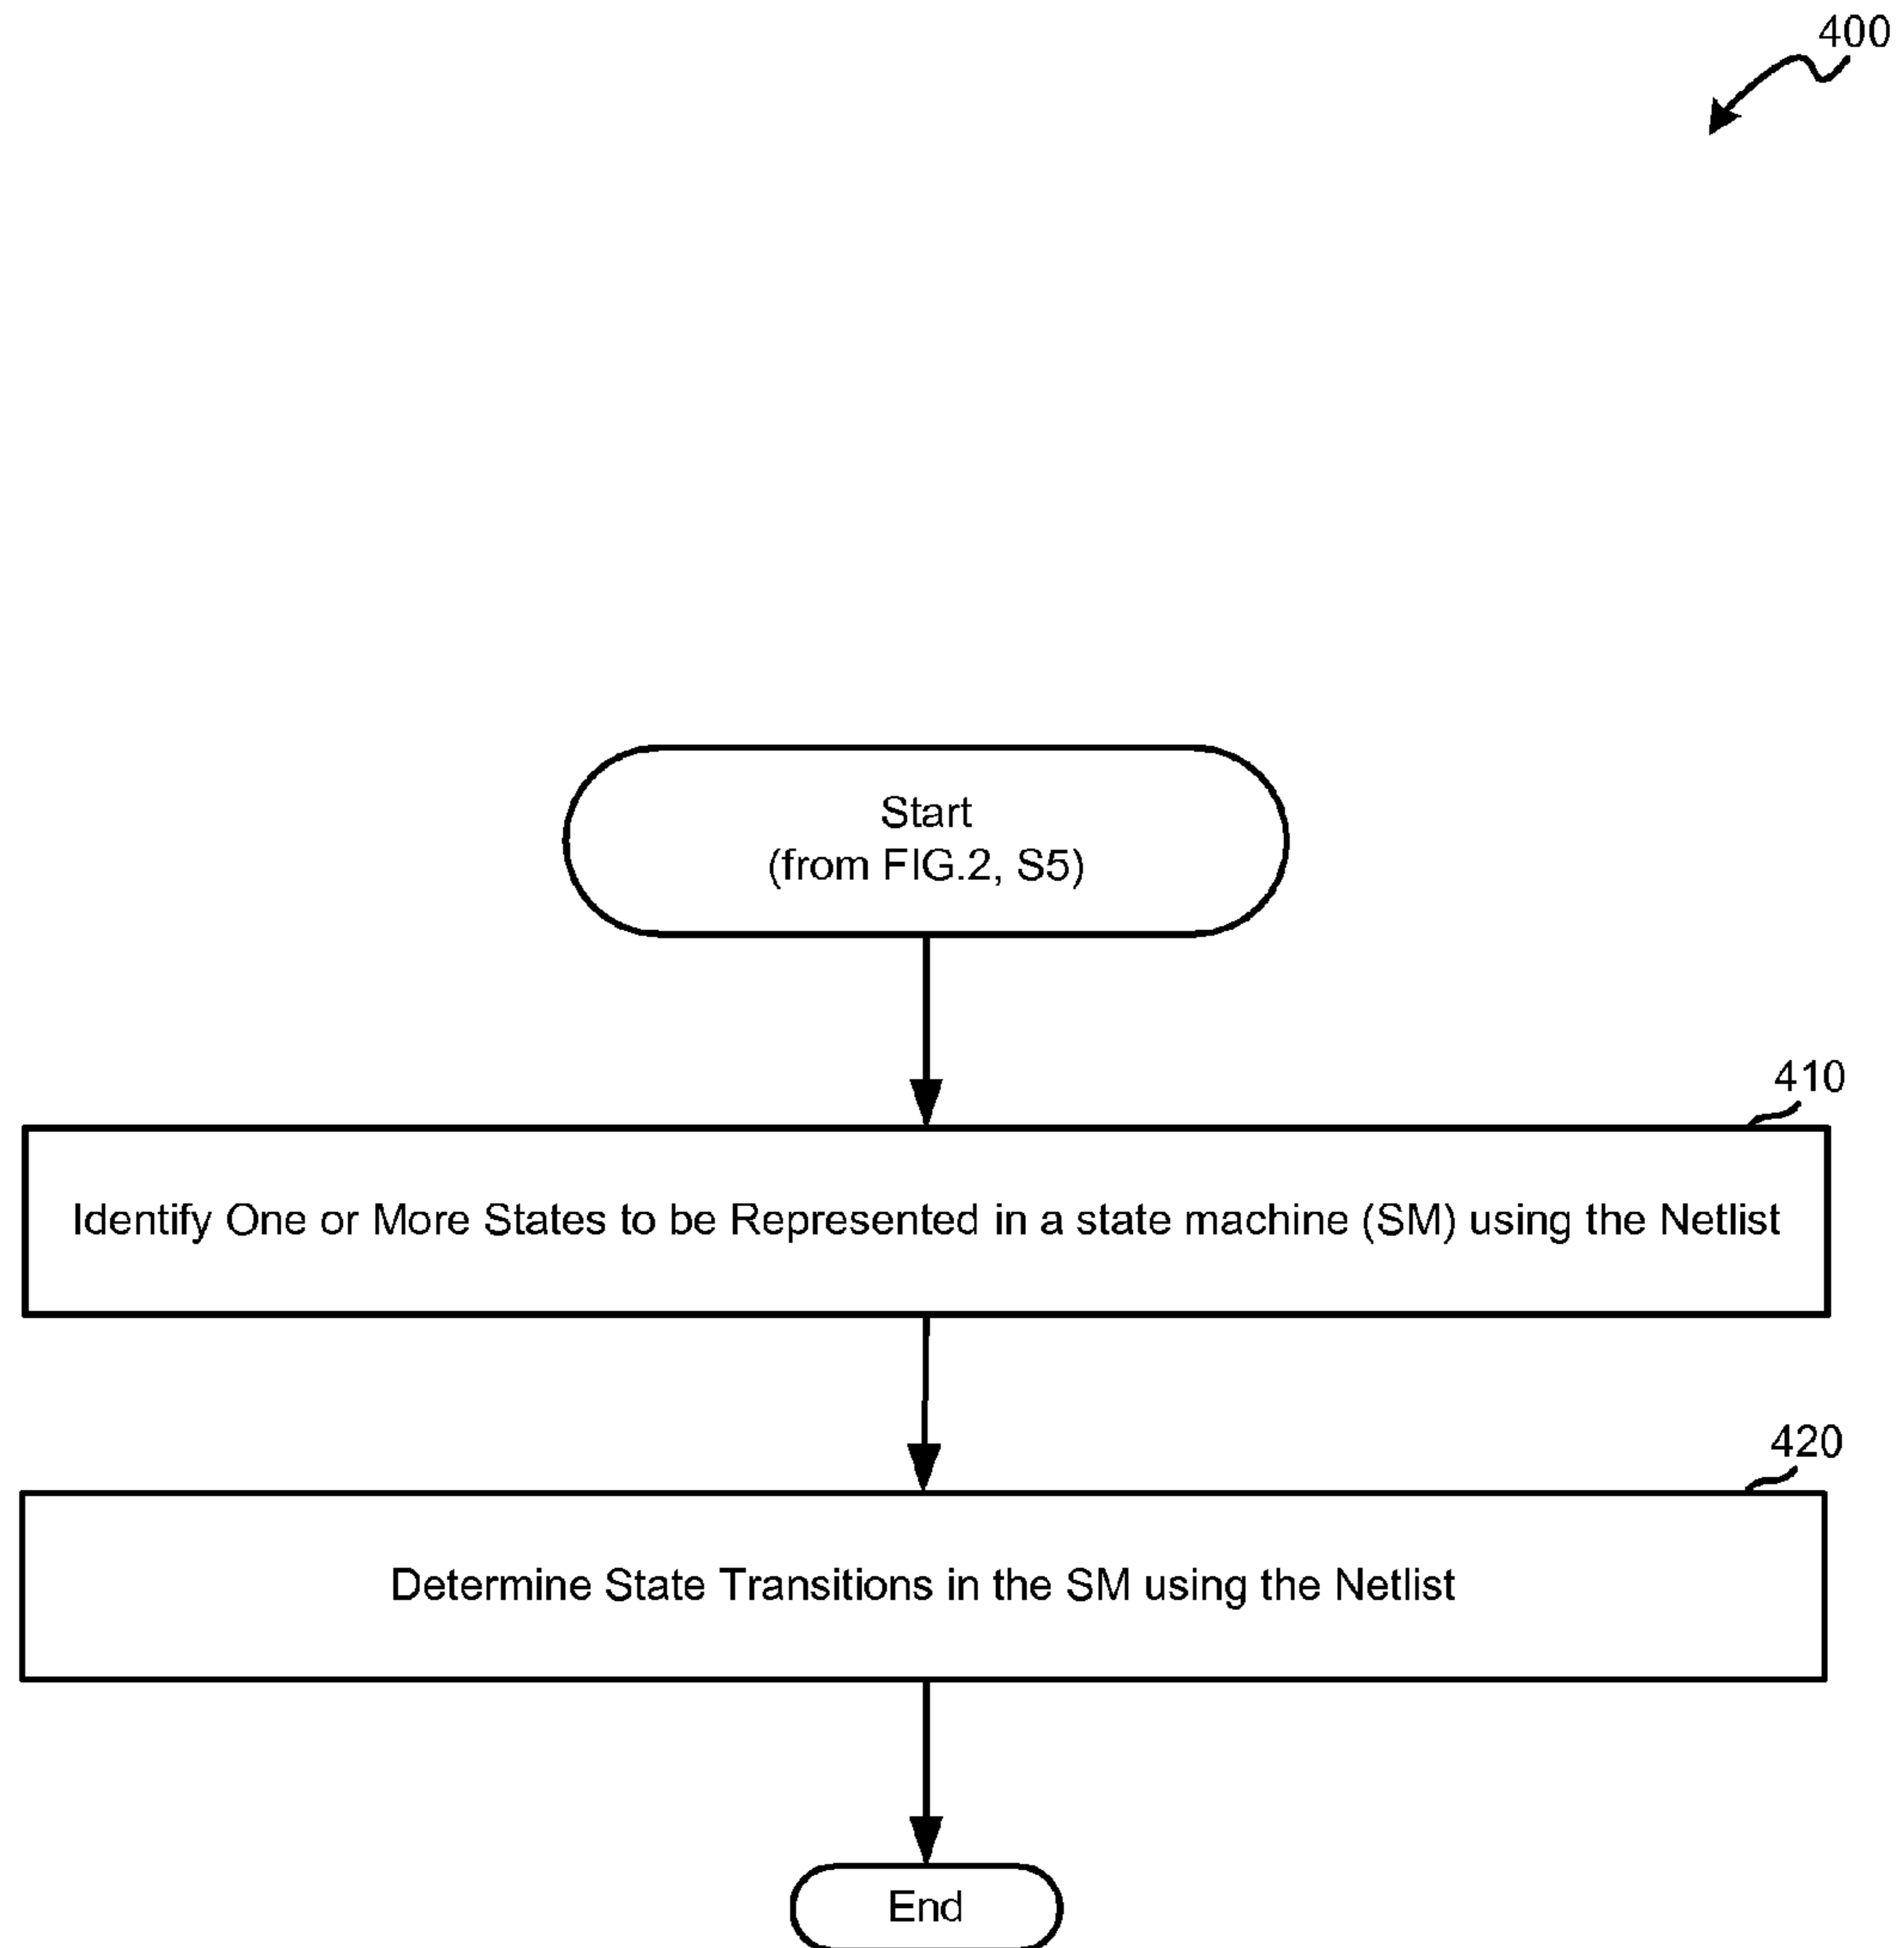 400
Start
(from FIG.2, S5)
410
Identify One or More States to be Represented in a state machine (SM) using the Netlist
420
Determine State Transitions in the SM using the Netlist
End